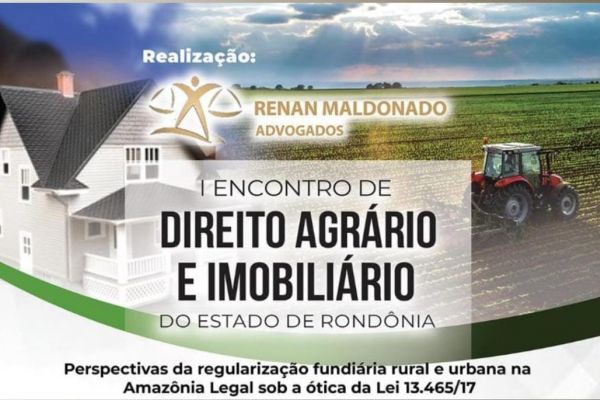 Realização:
RENAN MALDONADO
ADVOGADOS
I ENCONTRO DE
DIREITO AGRÁRIO
E IMOBILIÁRIO
DO ESTADO DE RONDÔNIA
Perspectivas da regularização fundiária rural e urbana na
Amazônia Legal sob a ótica da Lei 13.465/17